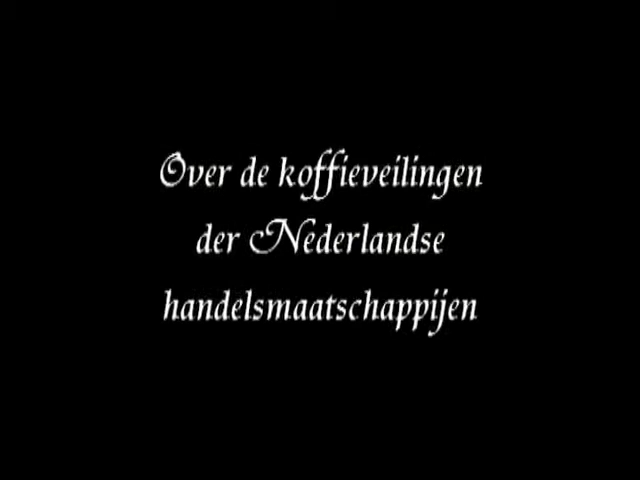 Over de koffieveilingen
der Nederlandse
handelsmaatschappijen